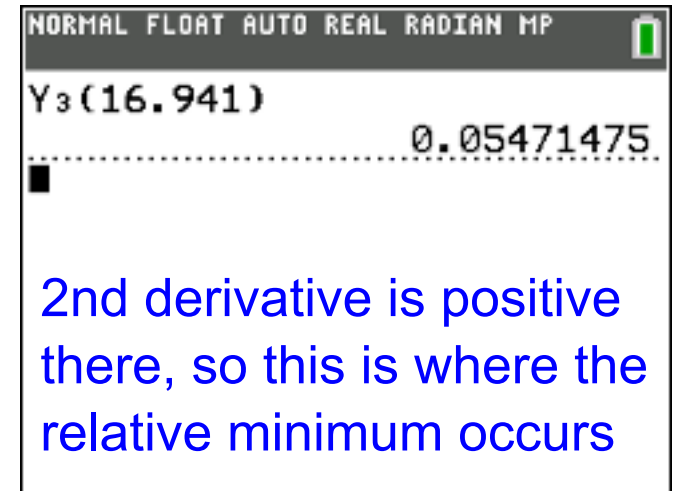 NORMAL FLOAT AUTO REAL RADIAN MP
Y₃(16.941)
0.05471475
2nd derivative is positive
there, so this is where the
relative minimum occurs